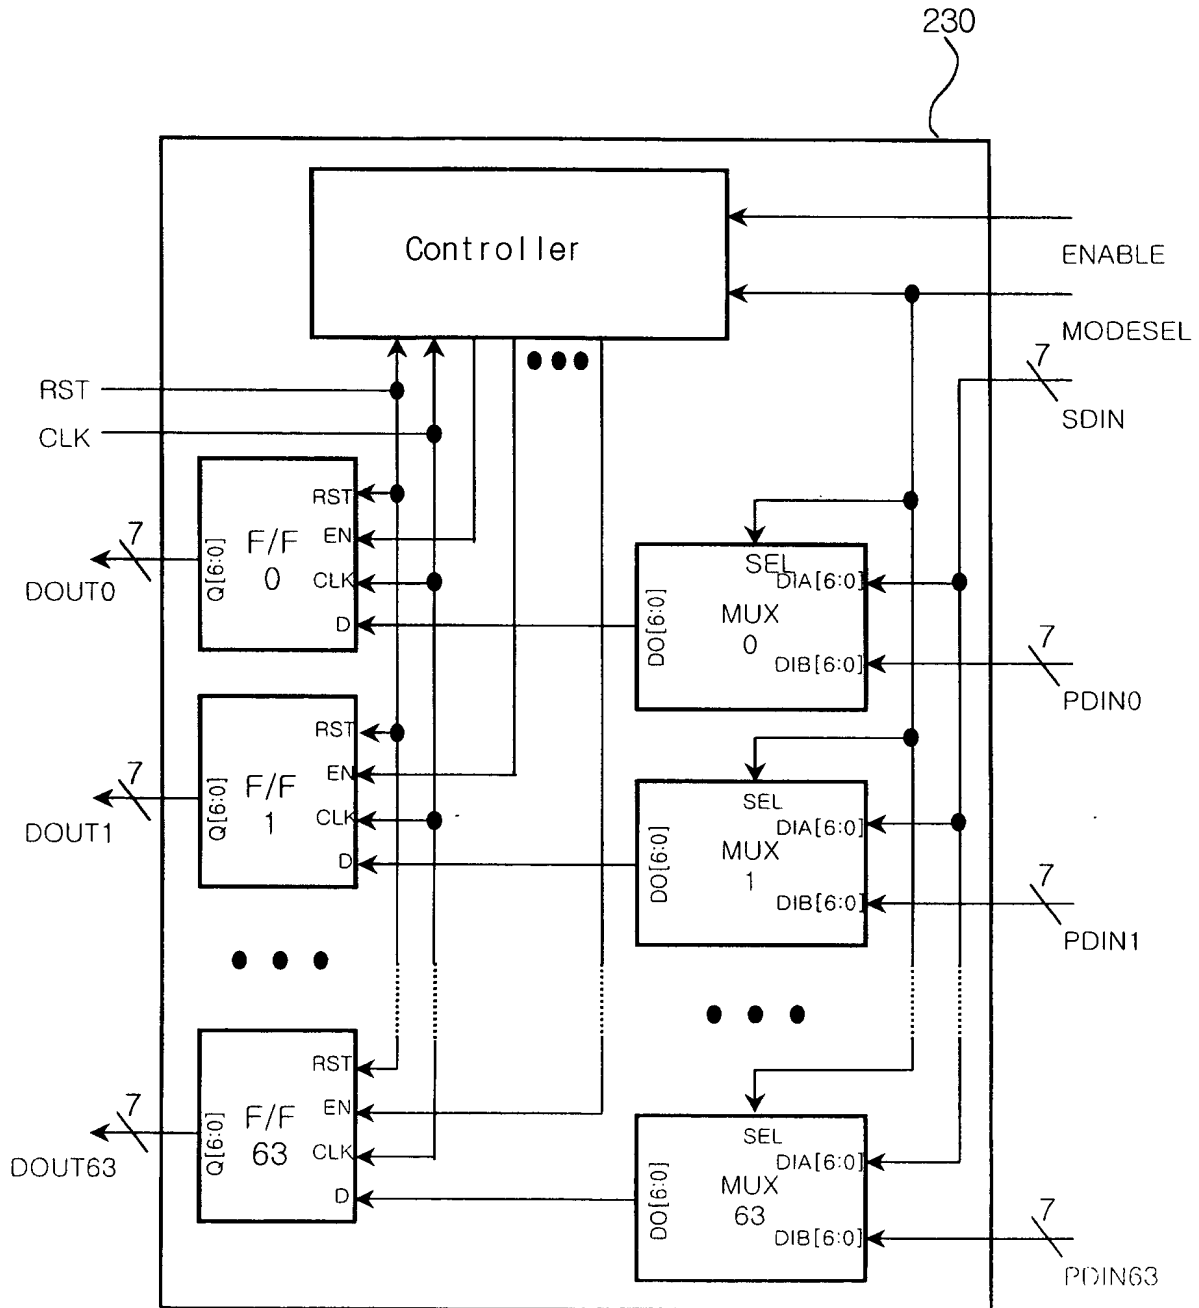 230
Controller
ENABLE
MODESEL
7
SDIN
RST
CLK
RST
EN
CLK
D
F/F
0
Q[6:0]
7
DOUT0
SEL
DIA[6:0]
MUX
0
DO[6:0]
DIB[6:0]
7
PDIN0
RST
EN
CLK
D
F/F
1
Q[6:0]
7
DOUT1
SEL
DIA[6:0]
MUX
1
DO[6:0]
DIB[6:0]
7
PDIN1
RST
EN
CLK
D
F/F
63
Q[6:0]
7
DOUT63
SEL
DIA[6:0]
MUX
63
DO[6:0]
DIB[6:0]
7
PDIN63